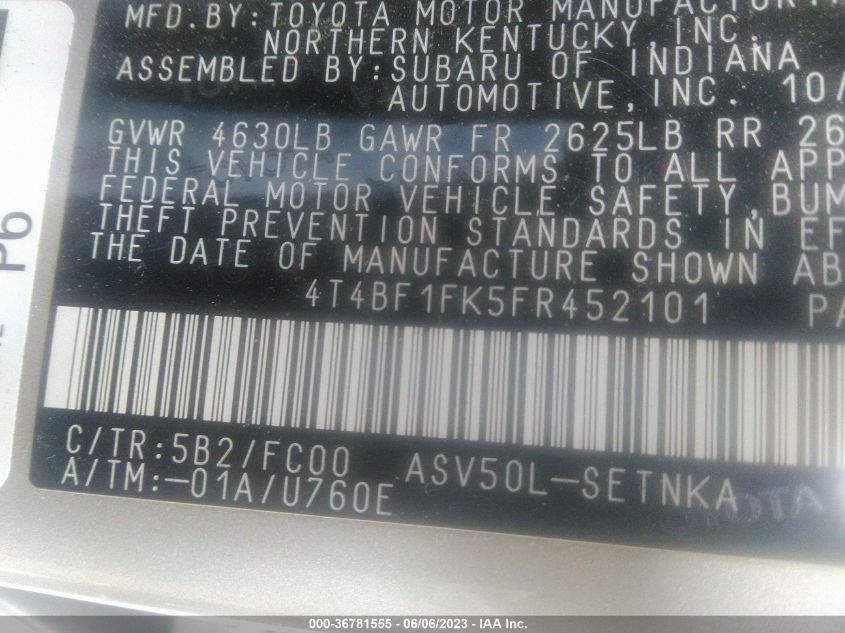 MFD.BY:TOYOTA MOTOR MANUFACTURI
NORTHERN KENTUCKY, INC.
ASSEMBLED BY:SUBARU OF INDIANA
AUTOMOTIVE,INC. 10/
GVWR 4630LB GAWR FR 2625LB RR 26
THIS VEHICLE CONFORMS TO ALL APP
FEDERAL MOTOR VEHICLE SAFETY,BUM
THEFT PREVENTION STANDARDS IN EF
THE DATE OF MANUFACTURE SHOWN AB
4T4BF1FK5FR452101 PA
C/TR:5B2/FC00 ASV50L-SETNKA
A/TM:-01A/U760E
TOYOTA
P6
000-36781555 - 06/06/2023 - IAA Inc.